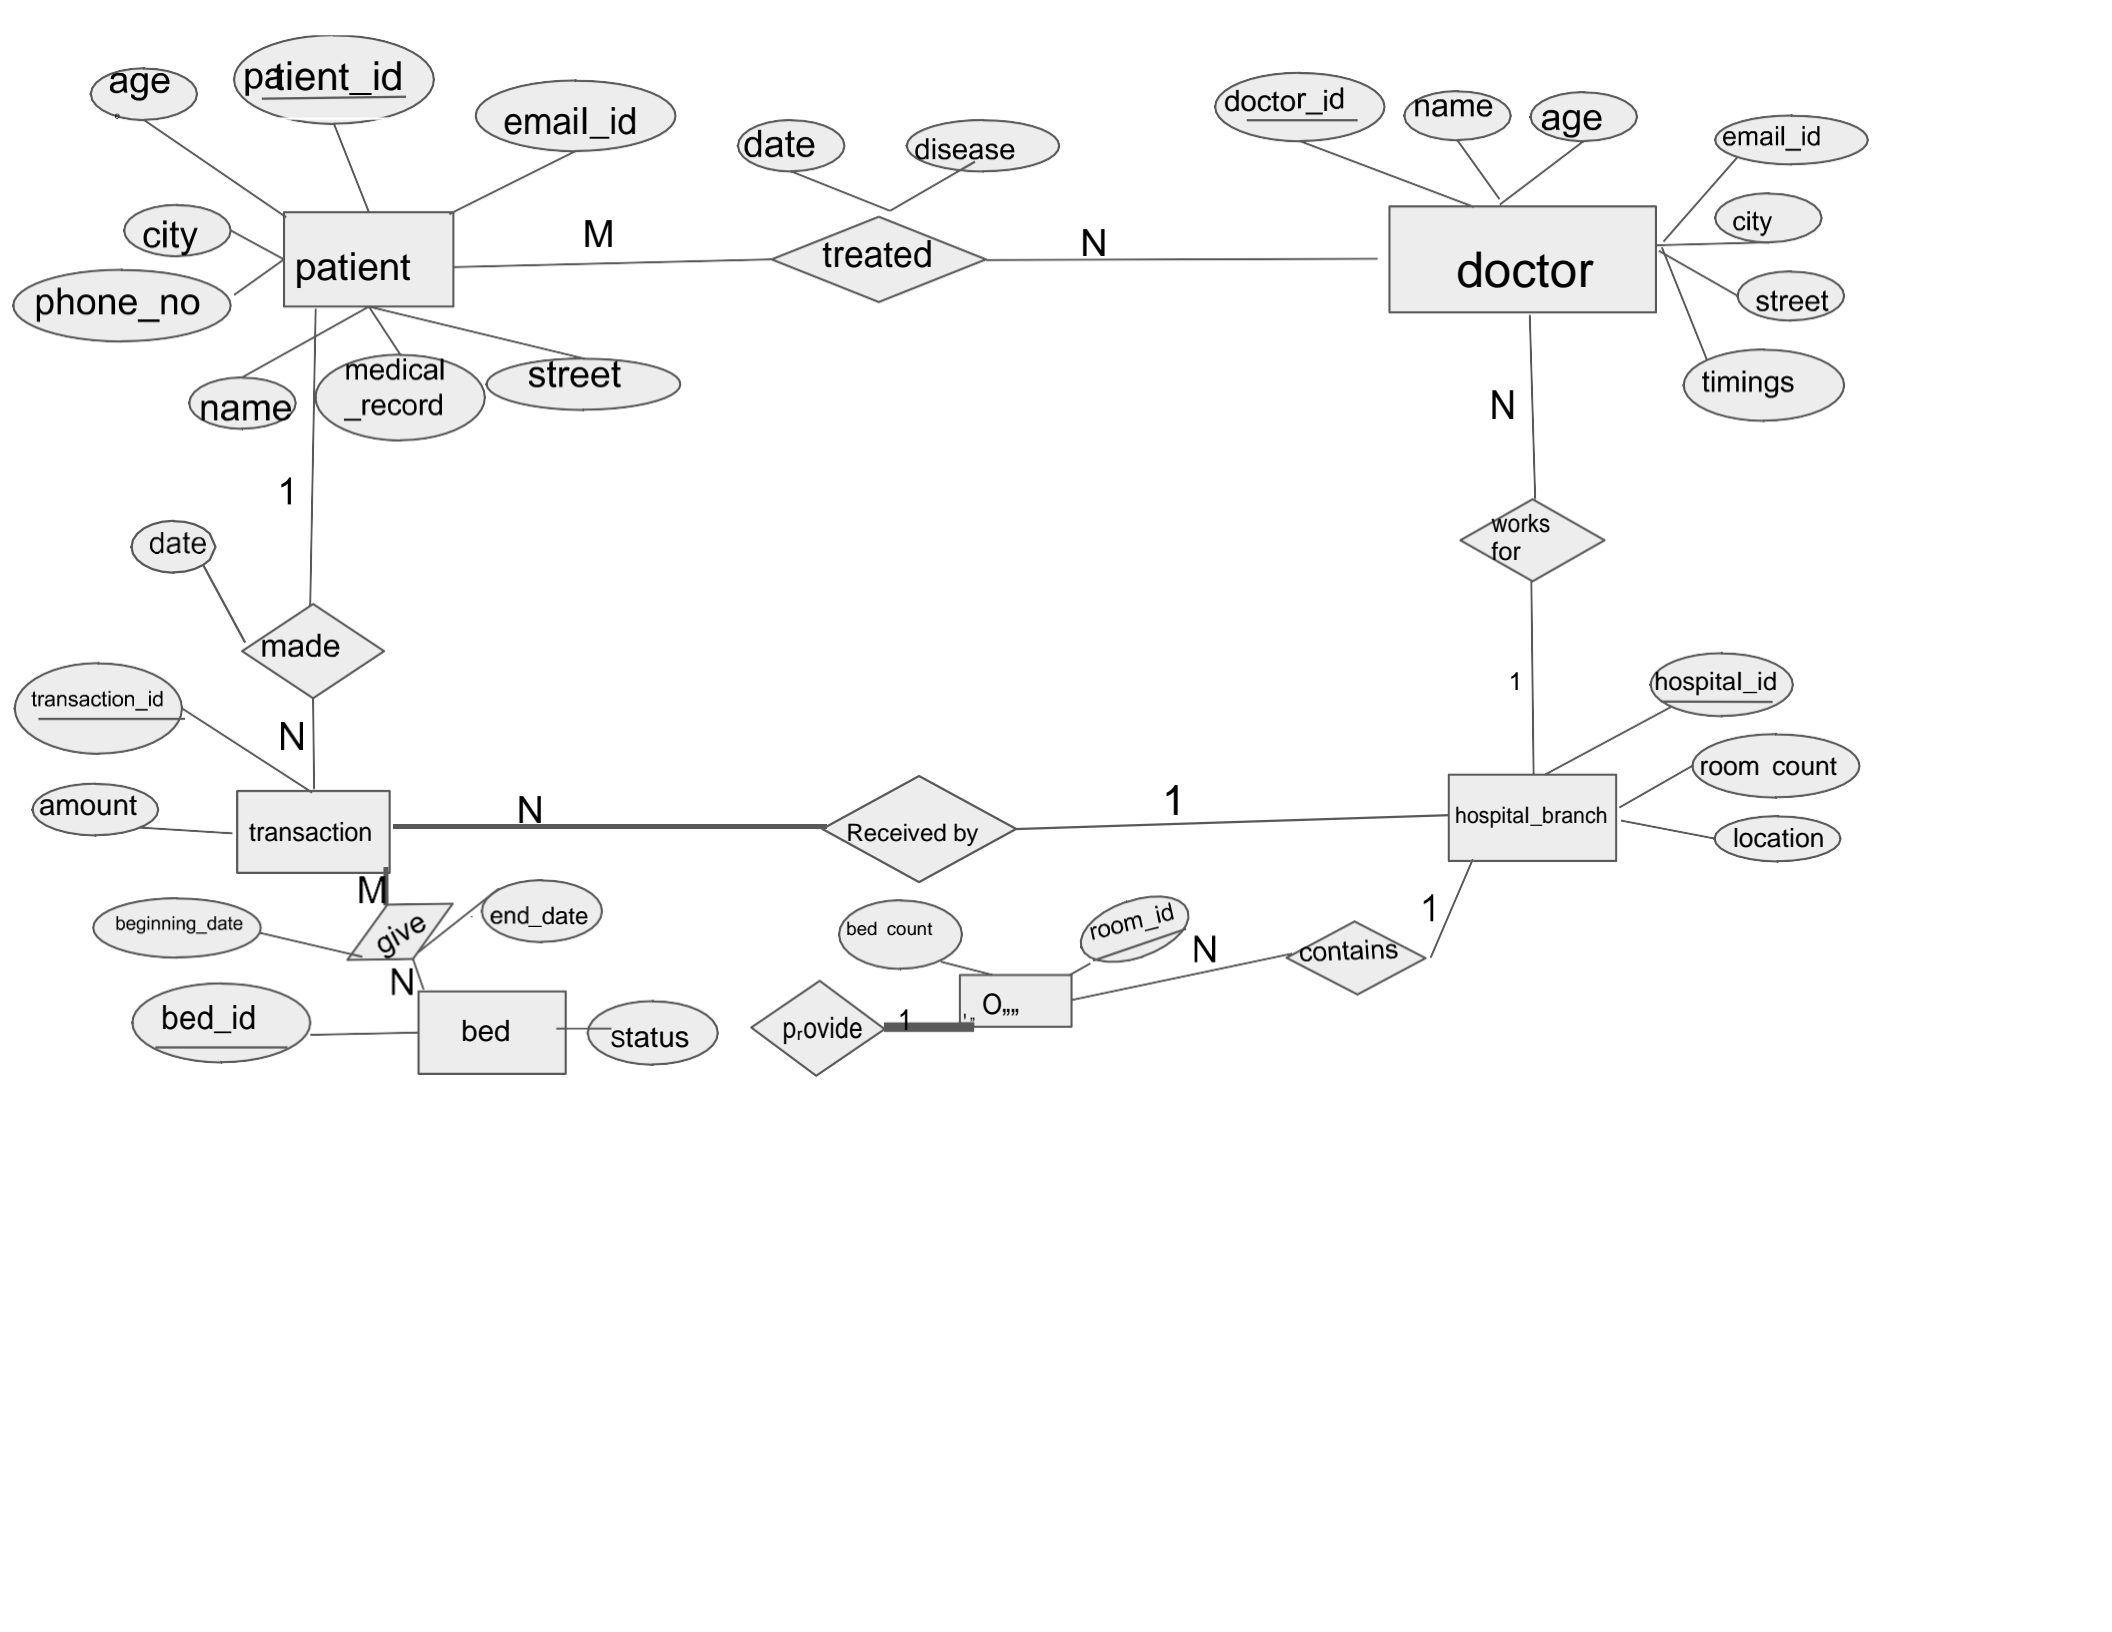 age
patient_id
email_id
date
disease
doctor_id
name
age
email_id
city
street
timings
city
phone_no
patient
M
treated
N
doctor
name
medical
_record
street
1
N
date
made
works
for
1
N
transaction_id
amount
transaction
N
Received by
1
hospital_branch
hospital_id
room count
location
M
beginning_date
give
end_date
N
bed_id
bed
status
bed count
room_id
N
contains
1
provide
1